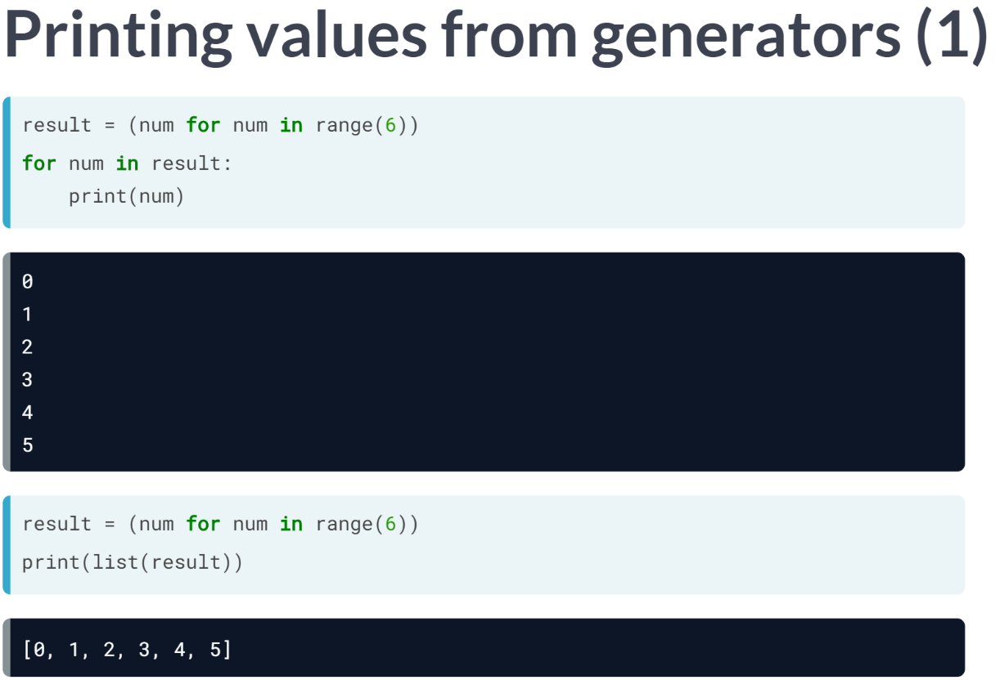 Printing values from generators (1)
result = (num for num in range(6))
for num in result:
    print(num)
0
1
2
3
4
5
result = (num for num in range(6))
print(list(result))
[0, 1, 2, 3, 4, 5]